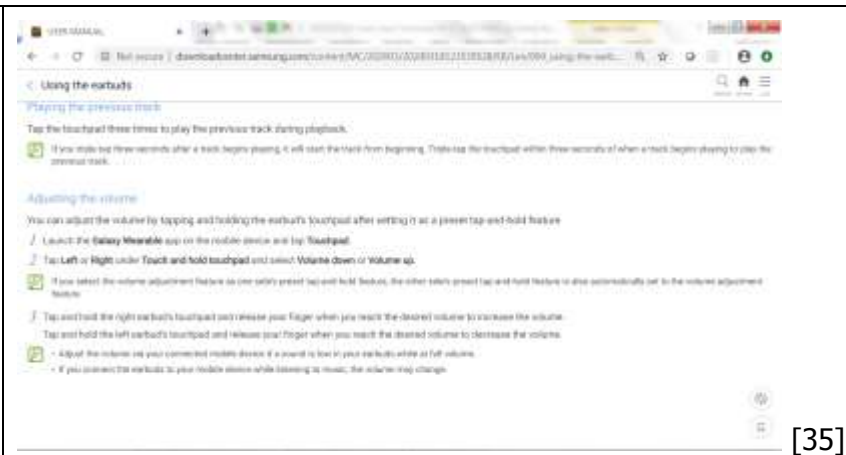 USER MANUAL
Not secure | downloadcenter.samsung.com/content/
Using the earbuds
Playing the previous track
Tap the touchpad three times to play the previous track during playback.
If you triple-tap three seconds after a track begins playing, it will start the track from beginning. Triple-tap the touchpad within three seconds of when a track begins playing to play the
previous track.
Adjusting the volume
You can adjust the volume by tapping and holding the earbud's touchpad after setting it as a preset tap-and-hold feature
1 Launch the Galaxy Wearable app on the mobile device and tap Touchpad.
2 Tap Left or Right under Touch and hold touchpad and select Volume down or Volume up.
If you select the volume adjustment feature as one side's preset tap and hold feature, the other side's preset tap and hold feature is also automatically set to the volume adjustment
feature.
3 Tap and hold the right earbud's touchpad and release your finger when you reach the desired volume to increase the volume.
Tap and hold the left earbud's touchpad and release your finger when you reach the desired volume to decrease the volume.
• Adjust the volume via your connected mobile device if a sound is low in your earbuds while at full volume.
• If you connect the earbuds to your mobile device while listening to music, the volume may change.
[35]